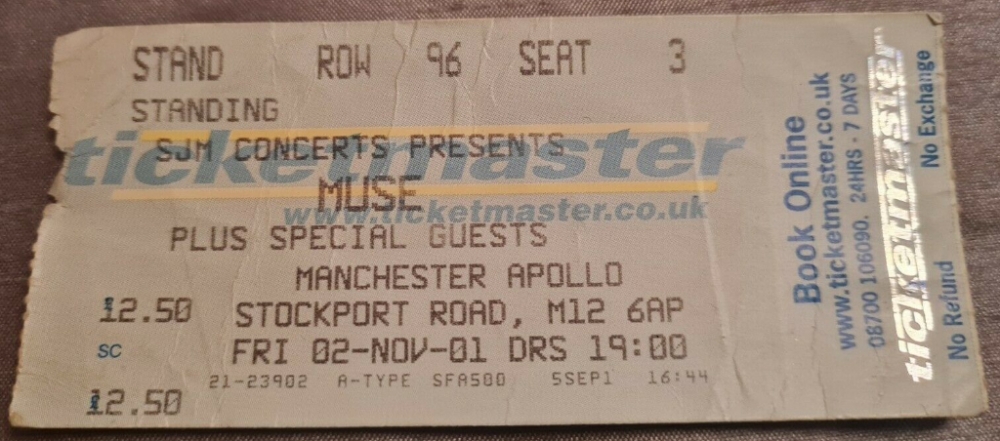 STAND ROW 96 SEAT 3
STANDING
ticketmaster
SJM CONCERTS PRESENTS
MUSE
www.ticketmaster.co.uk
PLUS SPECIAL GUESTS
MANCHESTER APOLLO
£12.50 STOCKPORT ROAD, M12 6AP
SC FRI 02-NOV-01 DRS 19:00
21-23902 A-TYPE SFA500 5SEP1 16:44
£12.50
Book Online
www.ticketmaster.co.uk
08700 106090. 24HRS · 7 DAYS
ticketmaster
No Refund No Exchange